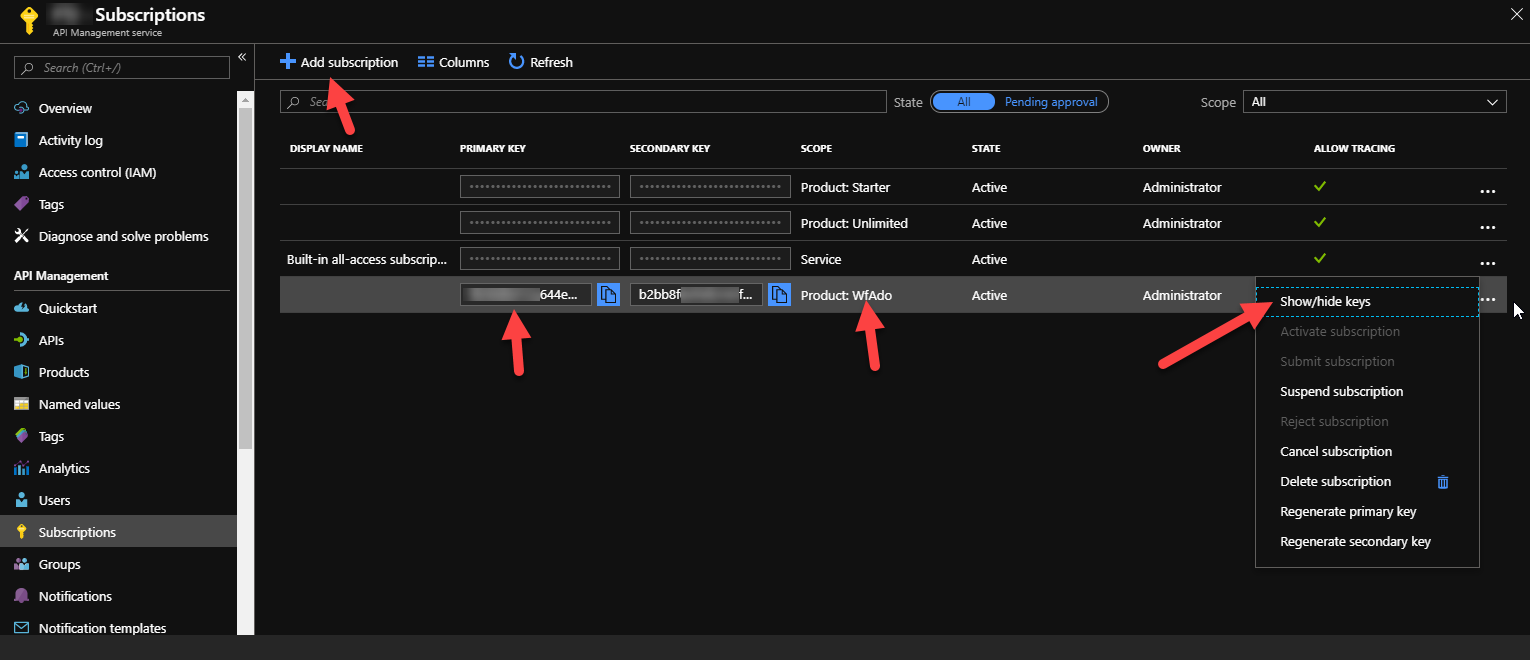 Subscriptions
API Management service
Search (Ctrl+/)
«
Overview
Activity log
Access control (IAM)
Tags
Diagnose and solve problems
API Management
Quickstart
APIs
Products
Named values
Tags
Analytics
Users
Subscriptions
Groups
Notifications
Notification templates
Add subscription Columns Refresh
State All Pending approval Scope All
DISPLAY NAME PRIMARY KEY SECONDARY KEY SCOPE STATE OWNER ALLOW TRACING
Product: Starter Active Administrator ...
Product: Unlimited Active Administrator ...
Built-in all-access subscrip... Service Active ...
644e... b2bb8f f... Product: WfAdo Active Administrator ...
Show/hide keys
Activate subscription
Submit subscription
Suspend subscription
Reject subscription
Cancel subscription
Delete subscription
Regenerate primary key
Regenerate secondary key